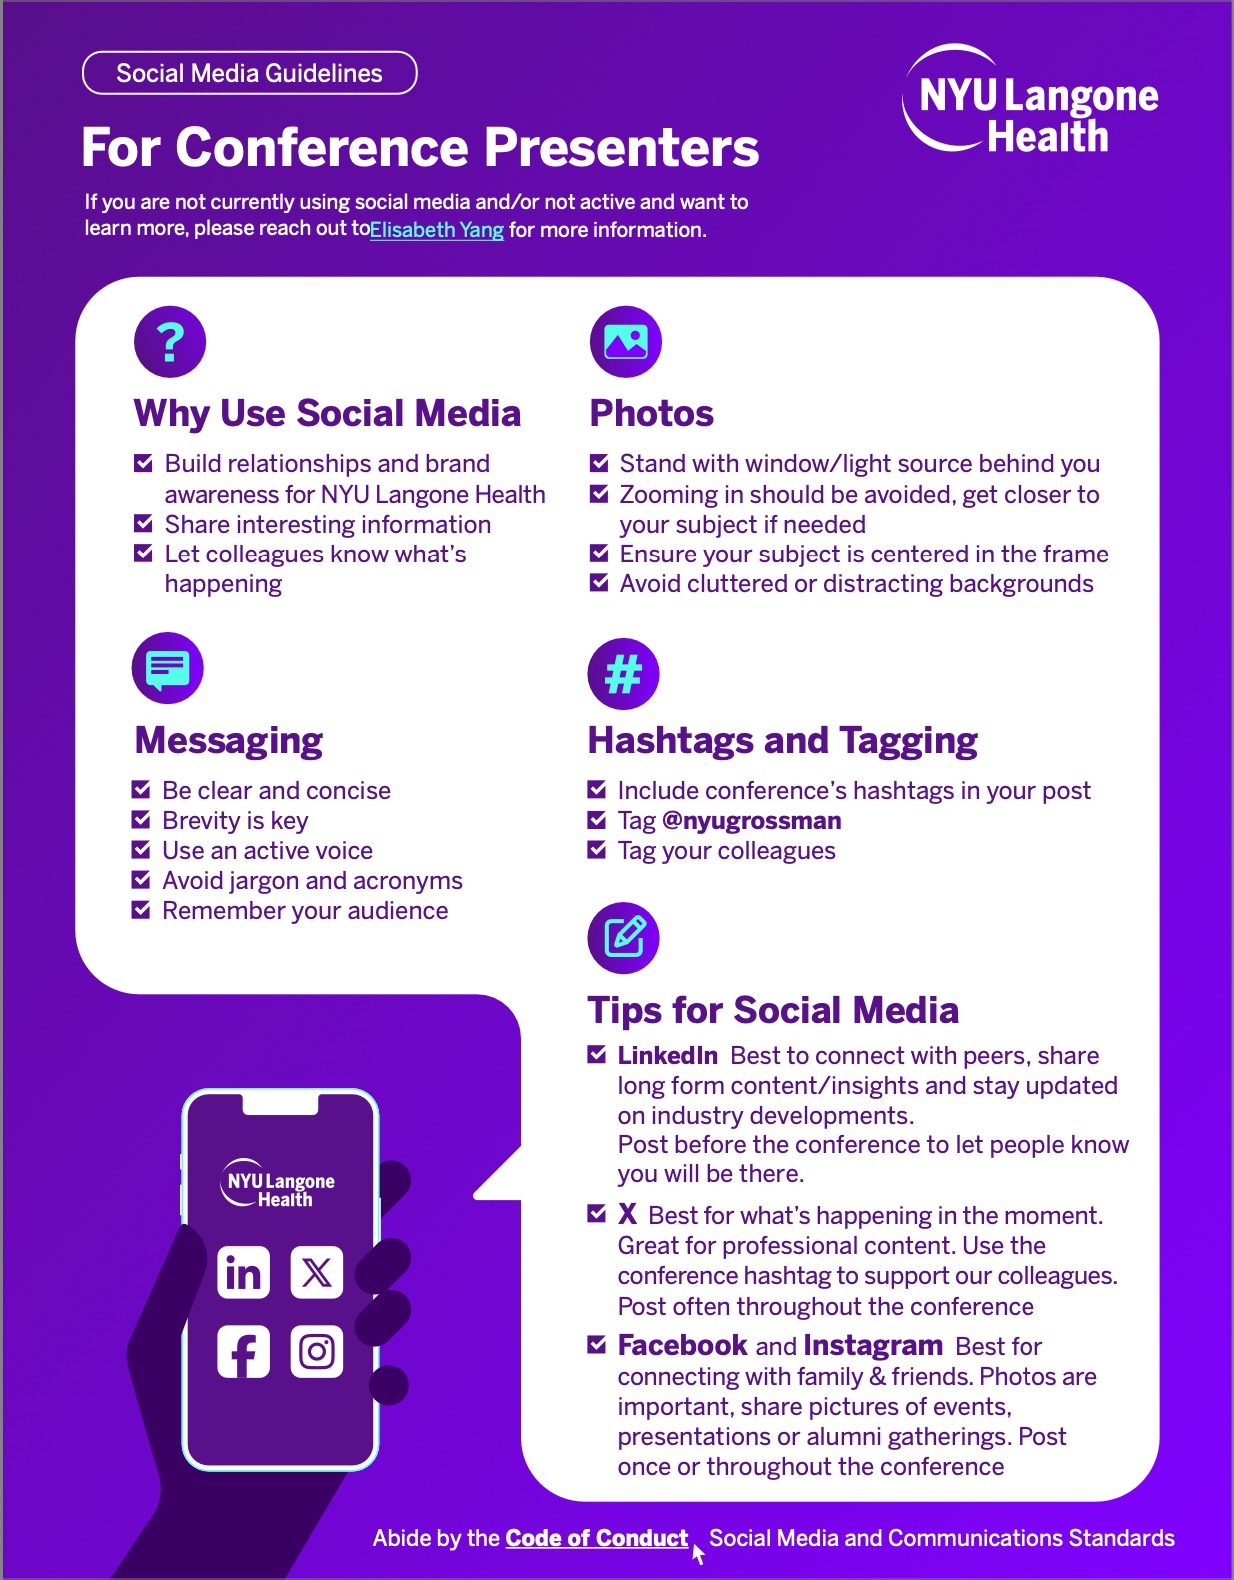 Social Media Guidelines
NYU Langone
Health
For Conference Presenters
If you are not currently using social media and/or not active and want to
learn more, please reach out toElisabeth Yang for more information.
?
Why Use Social Media
Build relationships and brand
awareness for NYU Langone Health
Share interesting information
Let colleagues know what's
happening
Photos
Stand with window/light source behind you
Zooming in should be avoided, get closer to
your subject if needed
Ensure your subject is centered in the frame
Avoid cluttered or distracting backgrounds
Messaging
Be clear and concise
Brevity is key
Use an active voice
Avoid jargon and acronyms
Remember your audience
#
Hashtags and Tagging
Include conference's hashtags in your post
Tag @nyugrossman
Tag your colleagues
Tips for Social Media
LinkedIn Best to connect with peers, share
long form content/insights and stay updated
on industry developments.
Post before the conference to let people know
you will be there.
X Best for what's happening in the moment.
Great for professional content. Use the
conference hashtag to support our colleagues.
Post often throughout the conference
Facebook and Instagram Best for
connecting with family & friends. Photos are
important, share pictures of events,
presentations or alumni gatherings. Post
once or throughout the conference
NYU Langone
Health
in X
f
Abide by the Code of Conduct Social Media and Communications Standards